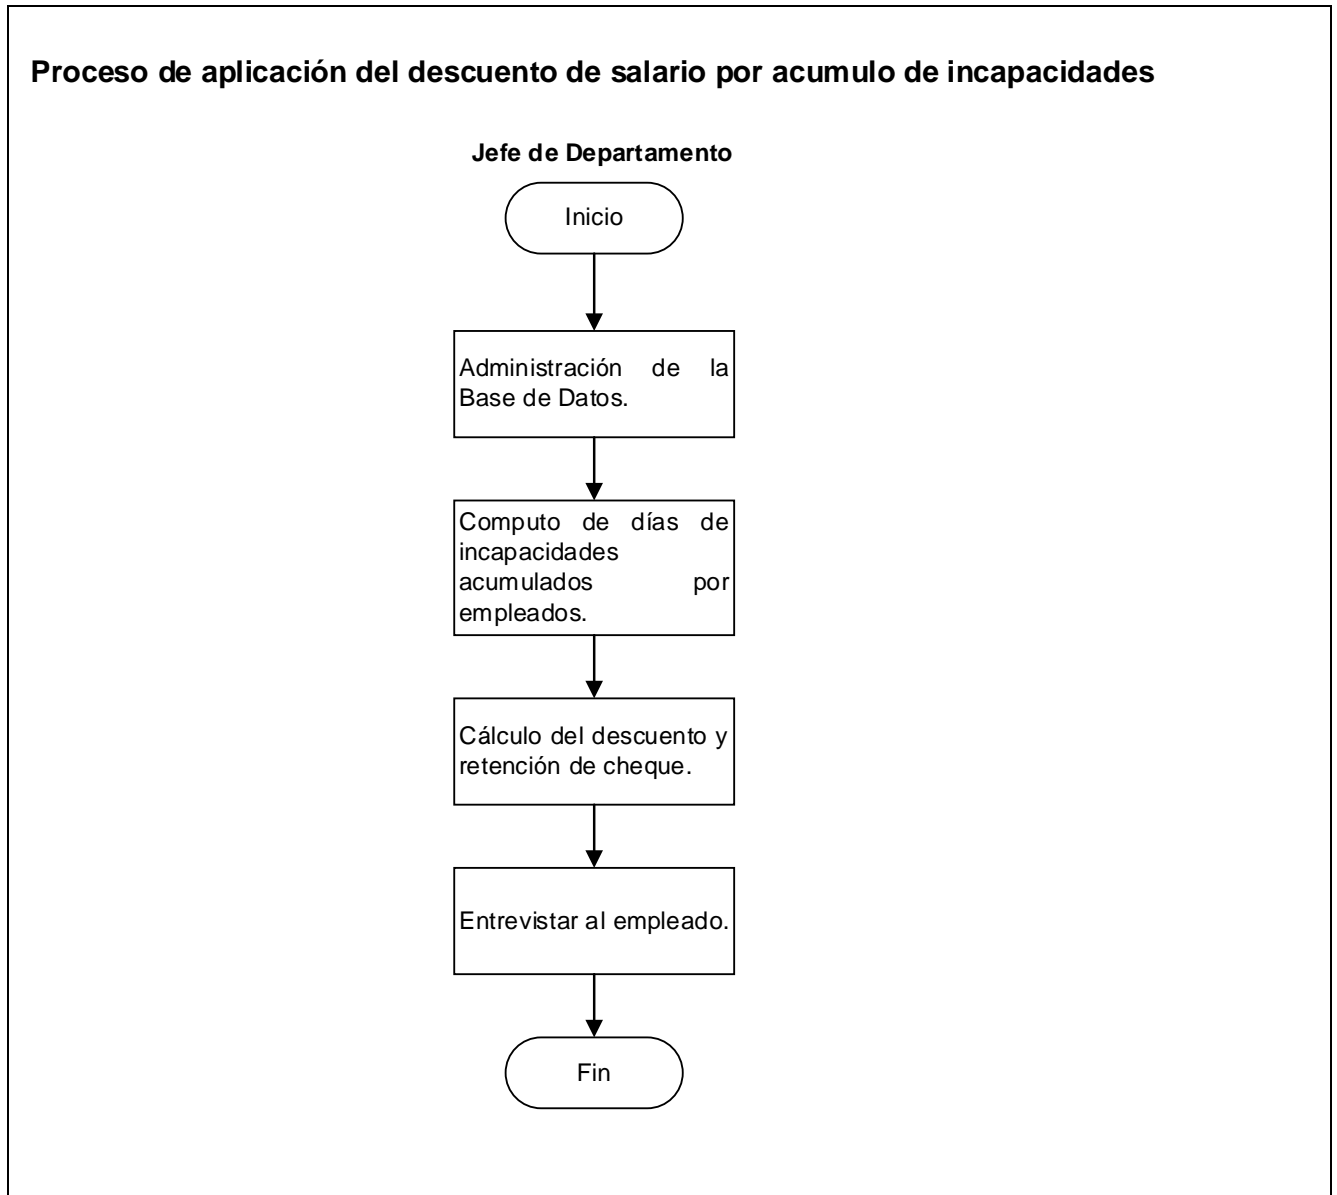 Proceso de aplicación del descuento de salario por acumulo de incapacidades
Jefe de Departamento
Inicio
Administración de la
Base de Datos.
Computo de días de
incapacidades
acumulados por
empleados.
Cálculo del descuento y
retención de cheque.
Entrevistar al empleado.
Fin